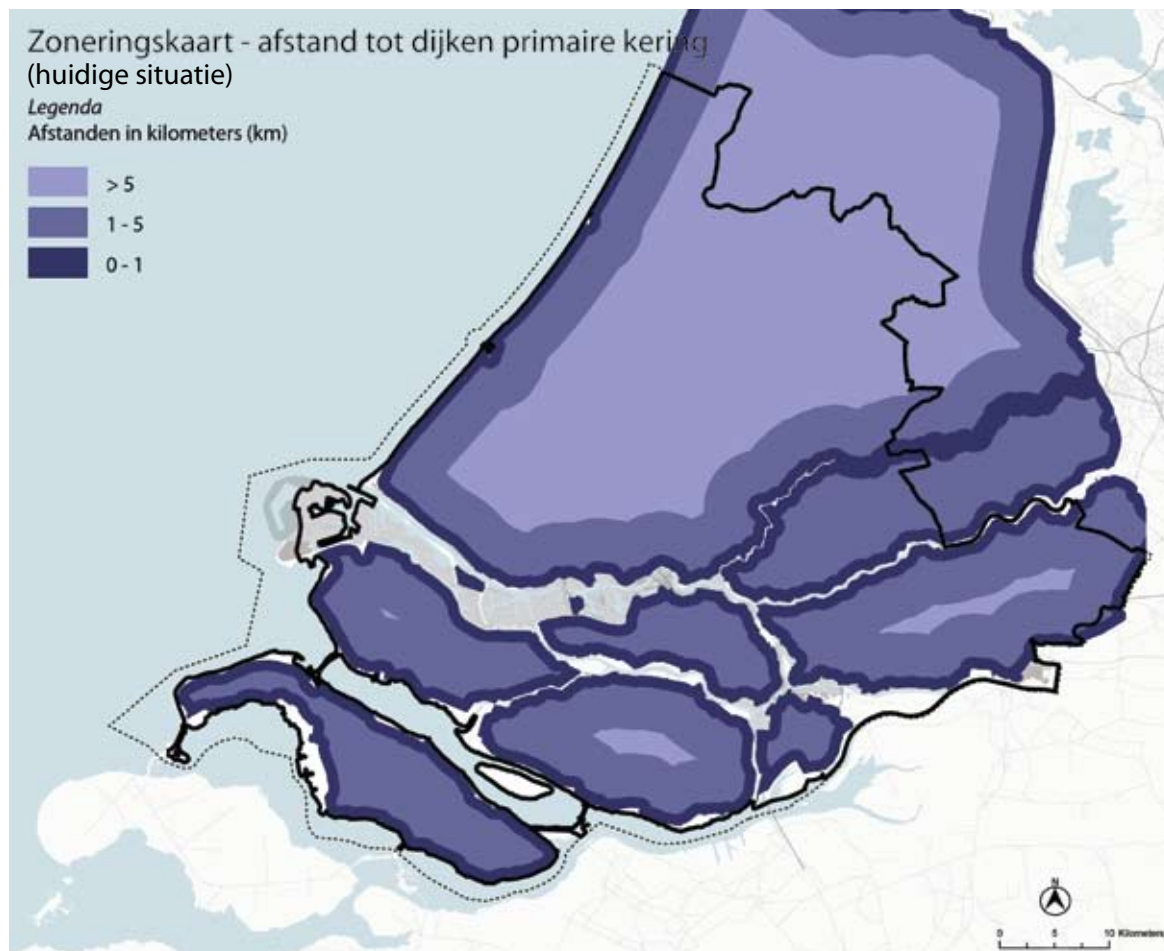 Zoneringskaart - afstand tot dijken primaire kering
(huidige situatie)
Legenda
Afstanden in kilometers (km)
> 5
1 - 5
0 - 1
N
0 5 10 Kilometers